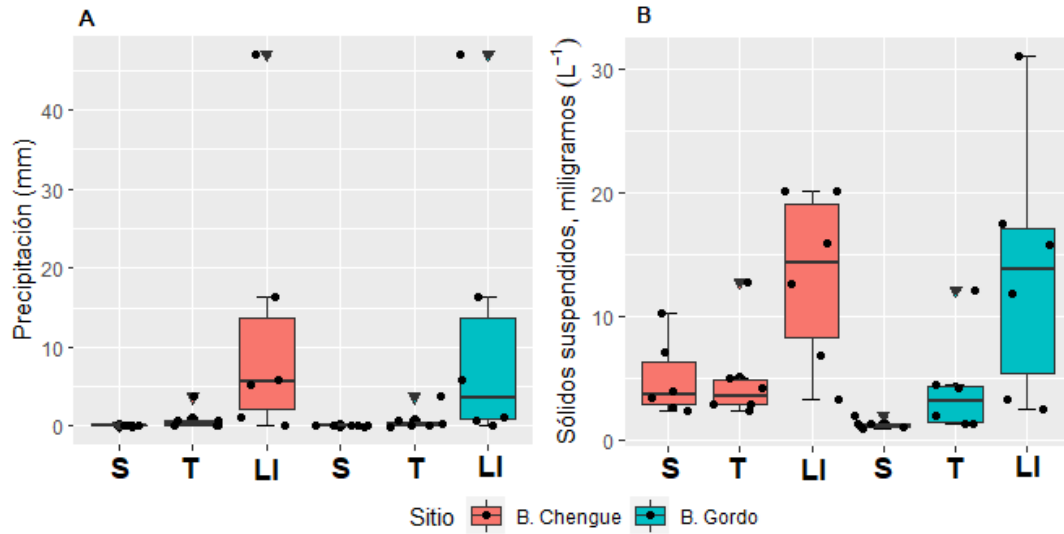 A
Precipitación (mm)
40
30
20
10
0
S T LI S T LI
B
Sólidos suspendidos, miligramos (L⁻¹)
30
20
10
0
S T LI S T LI
Sitio B. Chengue B. Gordo